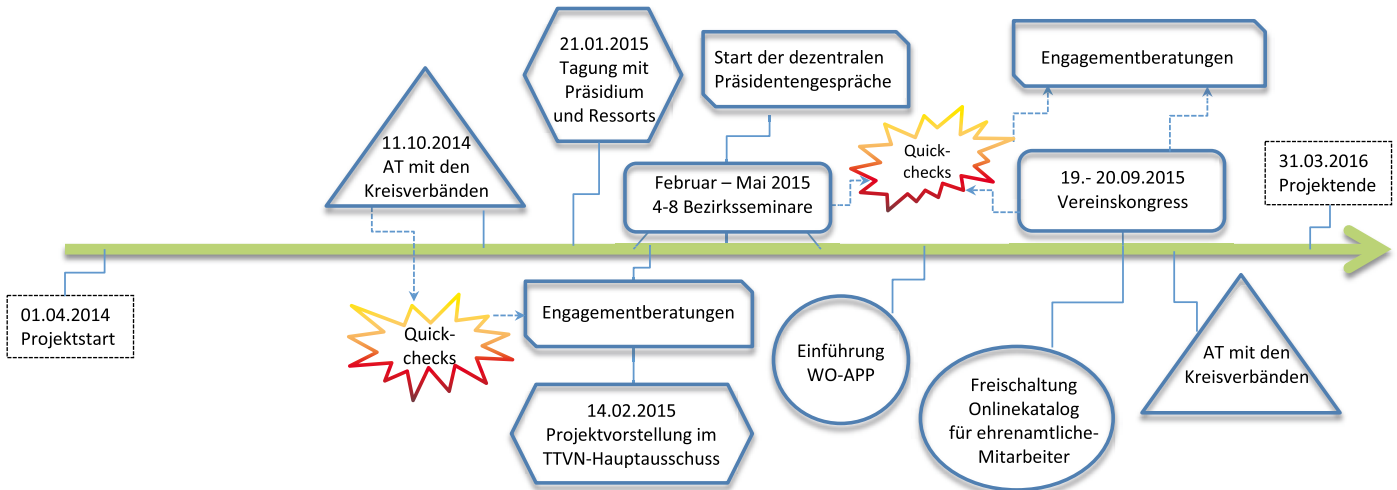 01.04.2014
Projektstart
11.10.2014
AT mit den
Kreisverbänden
Quick-
checks
21.01.2015
Tagung mit
Präsidium
und Ressorts
Engagementberatungen
14.02.2015
Projektvorstellung im
TTVN-Hauptausschuss
Start der dezentralen
Präsidentengespräche
Februar – Mai 2015
4-8 Bezirksseminare
Quick-
checks
Einführung
WO-APP
Engagementberatungen
19.- 20.09.2015
Vereinskongress
Freischaltung
Onlinekatalog
für ehrenamtliche-
Mitarbeiter
AT mit den
Kreisverbänden
31.03.2016
Projektende